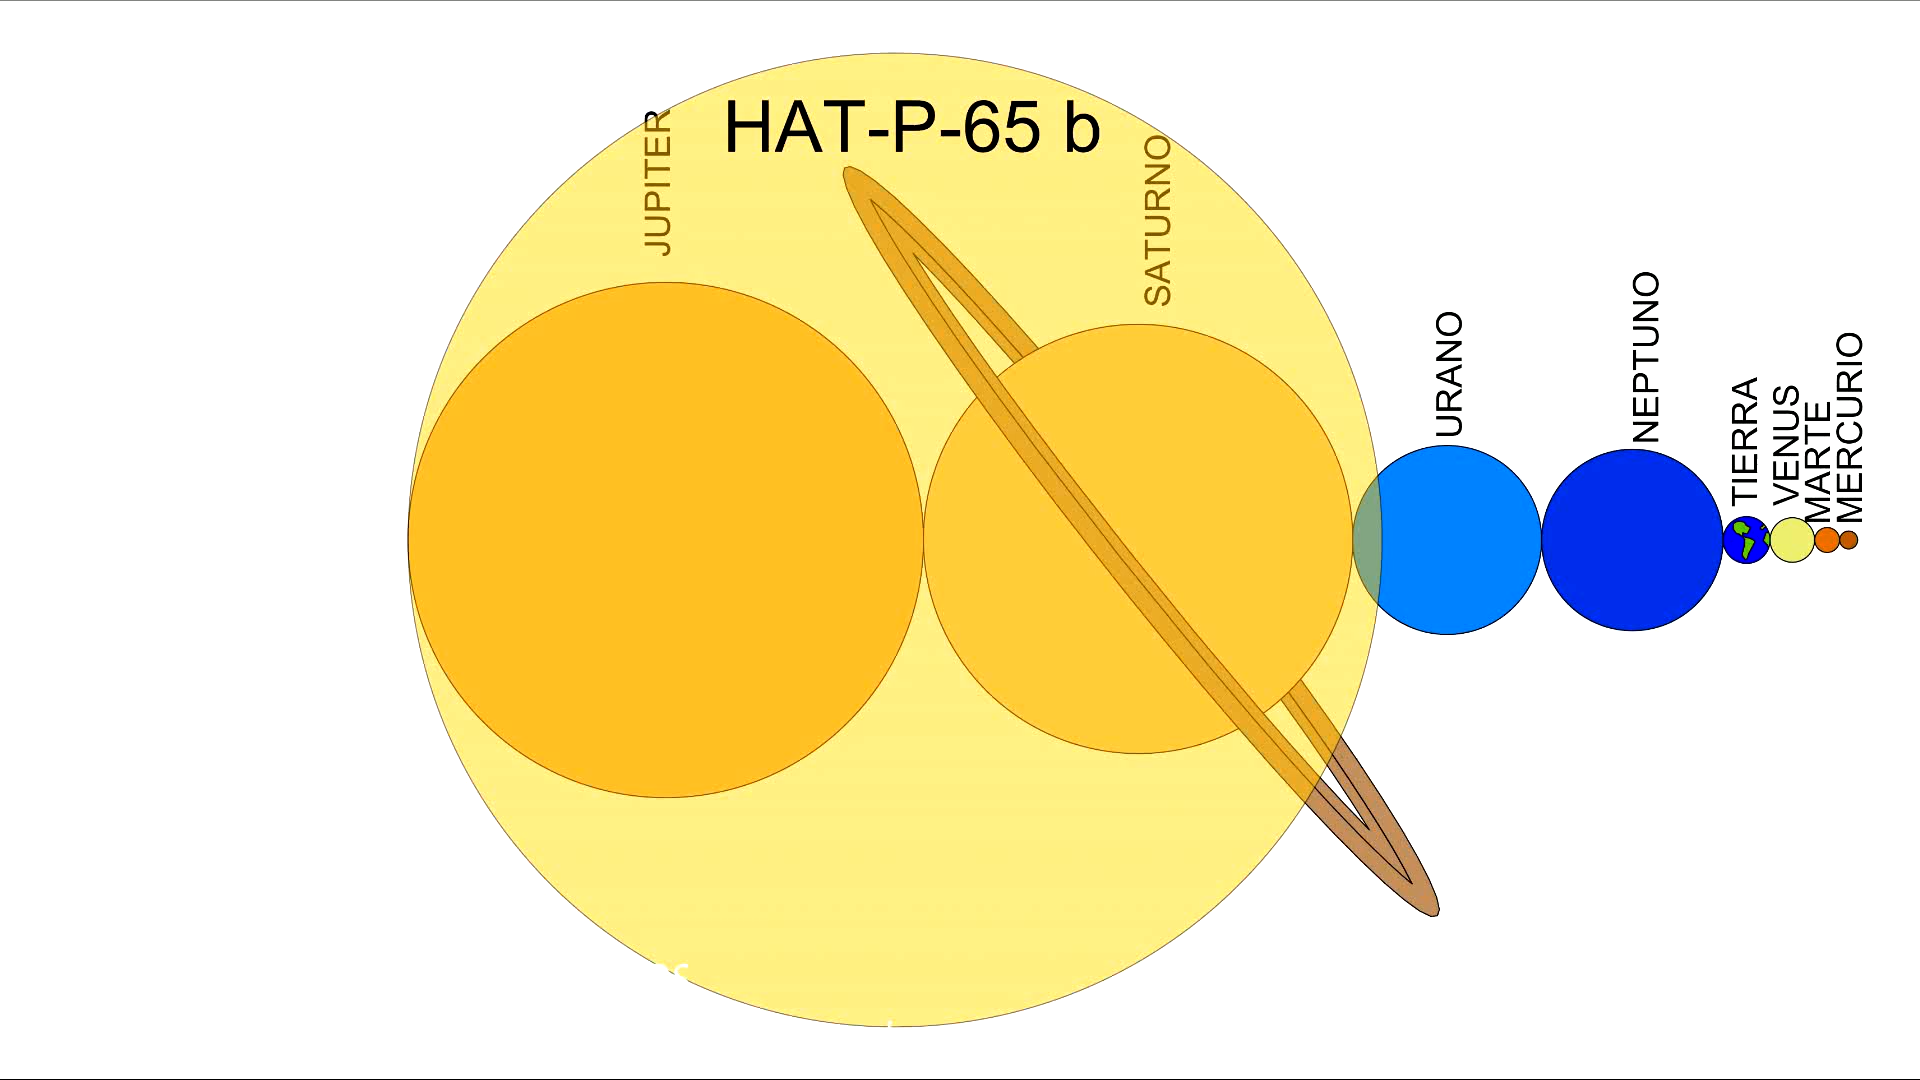 HAT-P-65 b
JUPITER
SATURNO
URANO
NEPTUNO
TIERRA
VENUS
MARTE
MERCURIO